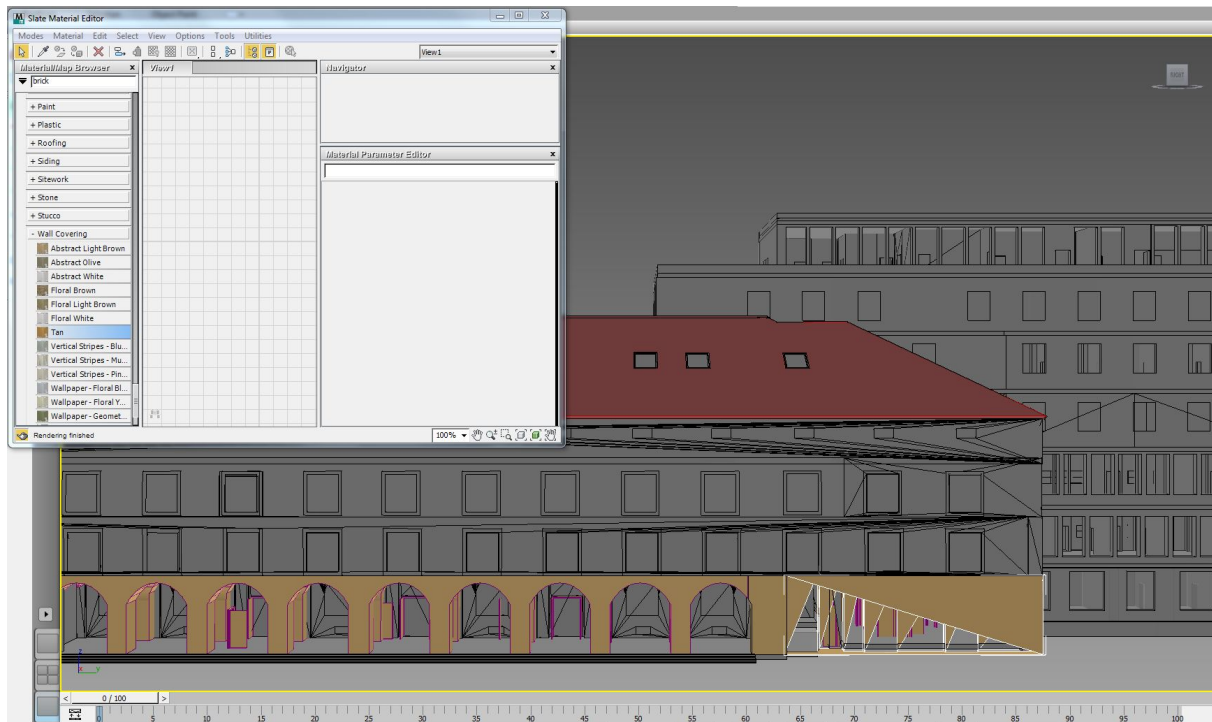 Slate Material Editor
Modes Material Edit Select View Options Tools Utilities
View1
Material/Map Browser x
brick
+ Paint
+ Plastic
+ Roofing
+ Siding
+ Sitework
+ Stone
+ Stucco
- Wall Covering
Abstract Light Brown
Abstract Olive
Abstract White
Floral Brown
Floral Light Brown
Floral White
Tan
Vertical Stripes - Blu...
Vertical Stripes - Mu...
Vertical Stripes - Pin...
Wallpaper - Floral Bl...
Wallpaper - Floral Y...
Wallpaper - Geomet...
Rendering finished
View1
Navigator x
Material Parameter Editor x
100%
z
x y
< 0 / 100 >
0 5 10 15 20 25 30 35 40 45 50 55 60 65 70 75 80 85 90 95 100